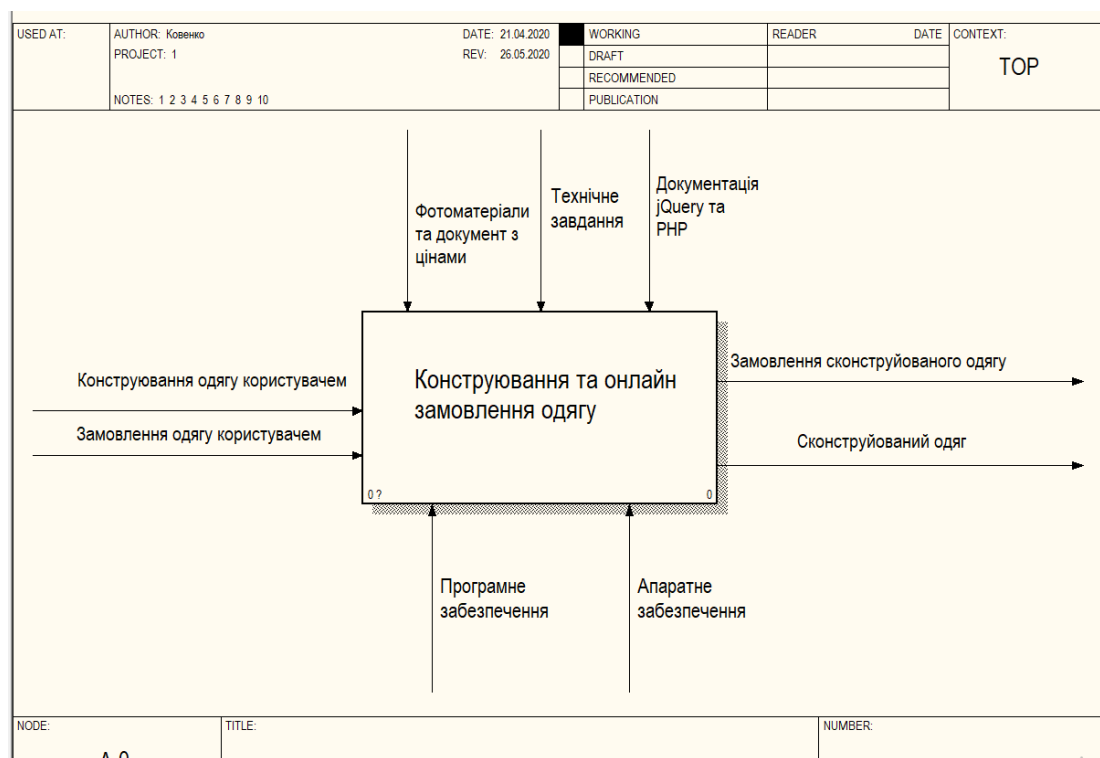 USED AT:
AUTHOR: Ковенко
DATE: 21.04.2020
WORKING
READER
DATE
CONTEXT:
PROJECT: 1
REV: 26.05.2020
DRAFT
TOP
RECOMMENDED
NOTES: 1 2 3 4 5 6 7 8 9 10
PUBLICATION
Фотоматеріали
та документ з
цінами
Технічне
завдання
Документація
jQuery та
PHP
Конструювання одягу користувачем
Замовлення одягу користувачем
Конструювання та онлайн
замовлення одягу
0 ?
0
Замовлення сконструйованого одягу
Сконструйований одяг
Програмне
забезпечення
Апаратне
забезпечення
NODE:
TITLE:
NUMBER: